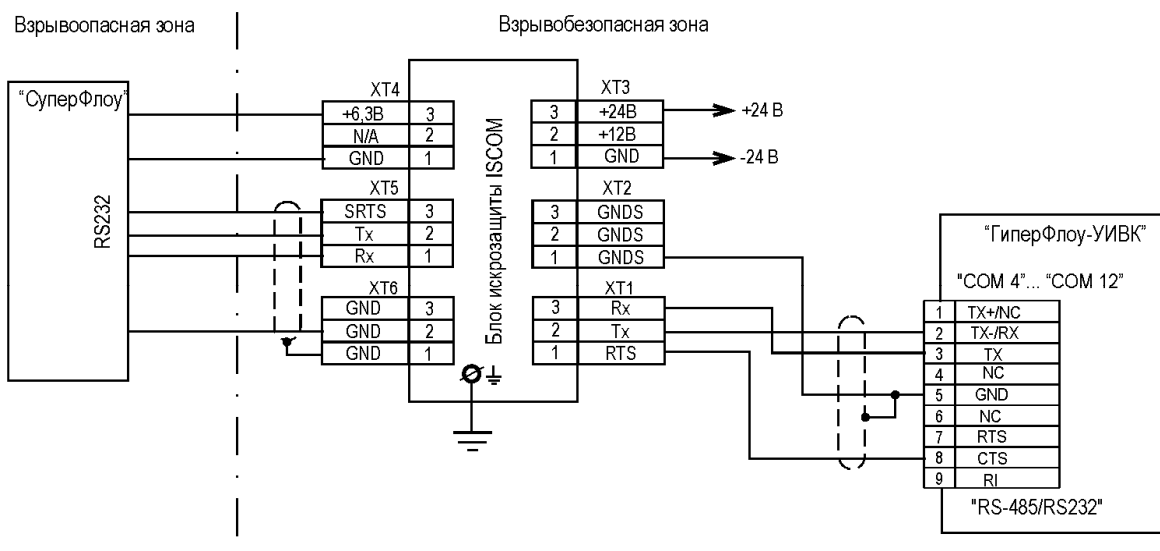 Взрывоопасная зона
Взрывобезопасная зона
“СуперФлоу”
RS232
XT4
+6,3В 3
N/A 2
GND 1
XT5
SRTS 3
Tx 2
Rx 1
XT6
GND 3
GND 2
GND 1
Блок искрозащиты ISCOM
XT3
3 +24В
2 +12В
1 GND
+24 В
-24 В
XT2
3 GNDS
2 GNDS
1 GNDS
XT1
3 Rx
2 Tx
1 RTS
“ГиперФлоу-УИВК”
"COM 4"... “COM 12”
1 TX+/NC
2 TX-/RX
3 TX
4 NC
5 GND
6 NC
7 RTS
8 CTS
9 RI
"RS-485/RS232"